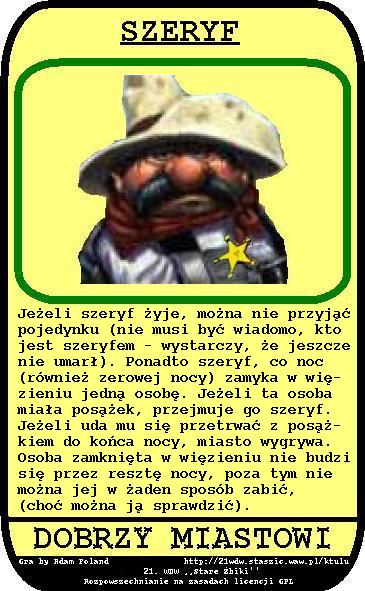 SZERYF
Jeżeli szeryf żyje, można nie przyjąć
pojedynku (nie musi być wiadomo, kto
jest szeryfem - wystarczy, że jeszcze
nie umarł). Ponadto szeryf, co noc
(również zerowej nocy) zamyka w wię-
zieniu jedną osobę. Jeżeli ta osoba
miała posążek, przejmuje go szeryf.
Jeżeli uda mu się przetrwać z posąż-
kiem do końca nocy, miasto wygrywa.
Osoba zamknięta w więzieniu nie budzi
się przez resztę nocy, poza tym nie
można jej w żaden sposób zabić,
(choć można ją sprawdzić).
DOBRZY MIASTOWI
Gra by Adam Poland http://21wdw.staszic.waw.pl/ktulu
21. WDW ,,Stare Żbiki''
Rozpowszechnianie na zasadach licencji GPL